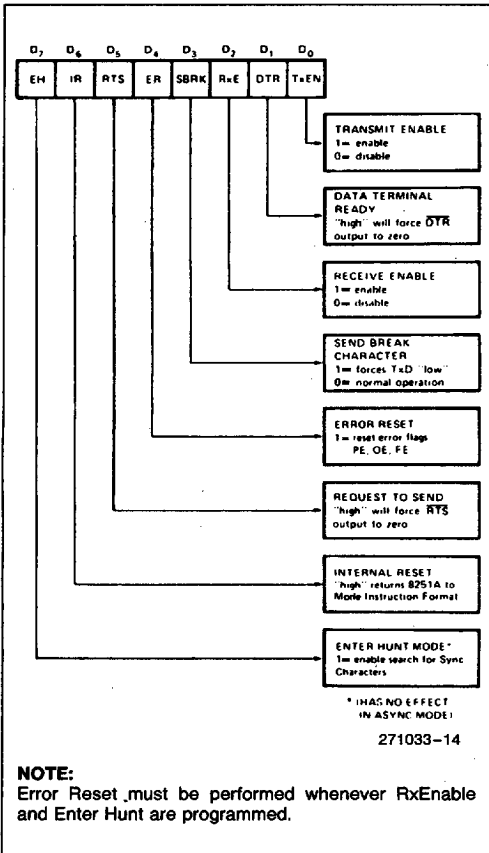 D7 D6 D5 D4 D3 D2 D1 D0
EH IR RTS ER SBRK RxE DTR TxEN
TRANSMIT ENABLE
1= enable
0= disable
DATA TERMINAL
READY
"high" will force DTR
output to zero
RECEIVE ENABLE
1= enable
0= disable
SEND BREAK
CHARACTER
1= forces TxD "low"
0= normal operation
ERROR RESET
1= reset error flags
PE, OE, FE
REQUEST TO SEND
"high" will force RTS
output to zero
INTERNAL RESET
"high" returns 8251A to
Mode Instruction Format
ENTER HUNT MODE*
1= enable search for Sync
Characters
* (HAS NO EFFECT
IN ASYNC MODE)
271033-14
NOTE:
Error Reset must be performed whenever RxEnable
and Enter Hunt are programmed.